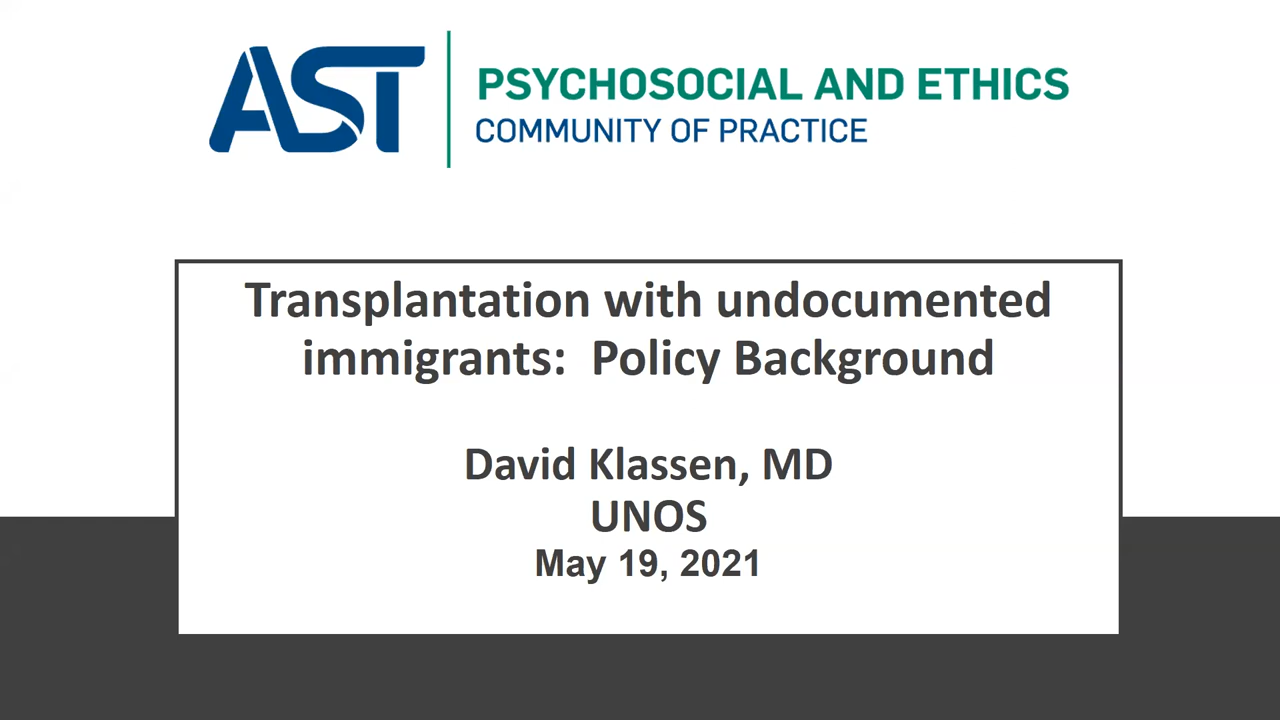 AST
PSYCHOSOCIAL AND ETHICS
COMMUNITY OF PRACTICE
Transplantation with undocumented
immigrants:  Policy Background
David Klassen, MD
UNOS
May 19, 2021